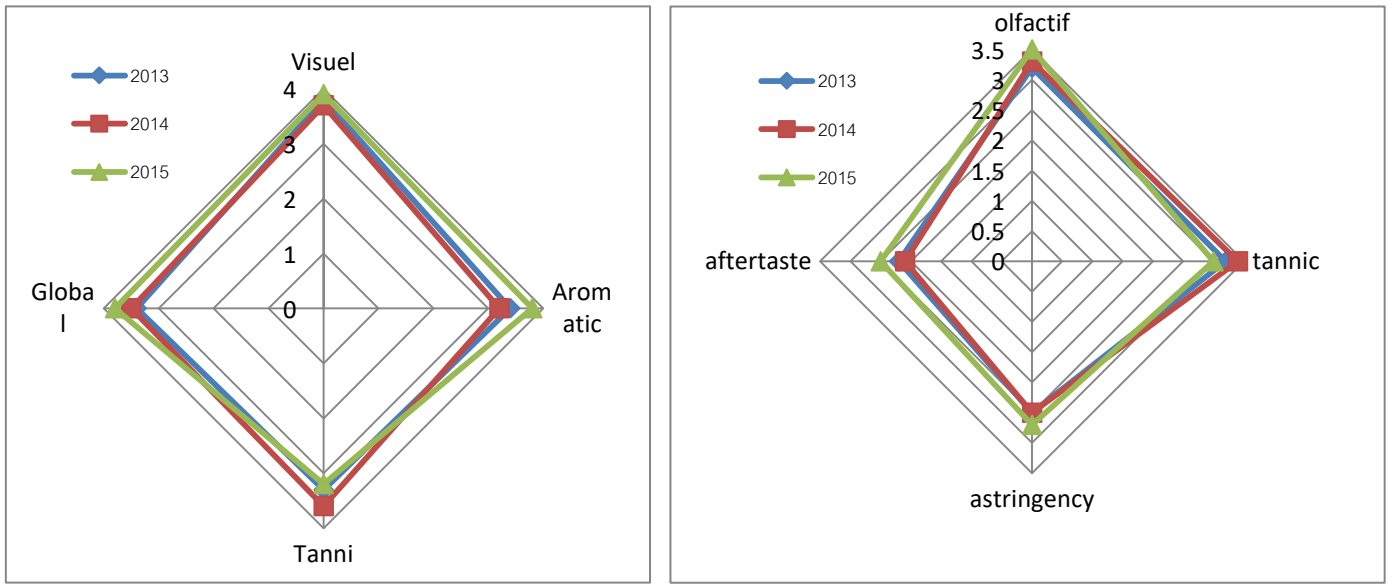 Visuel
2013
2014
2015
4
3
2
1
0
Globa
l
Arom
atic
Tanni
olfactif
2013
2014
2015
3.5
3
2.5
2
1.5
1
0.5
0
aftertaste
tannic
astringency